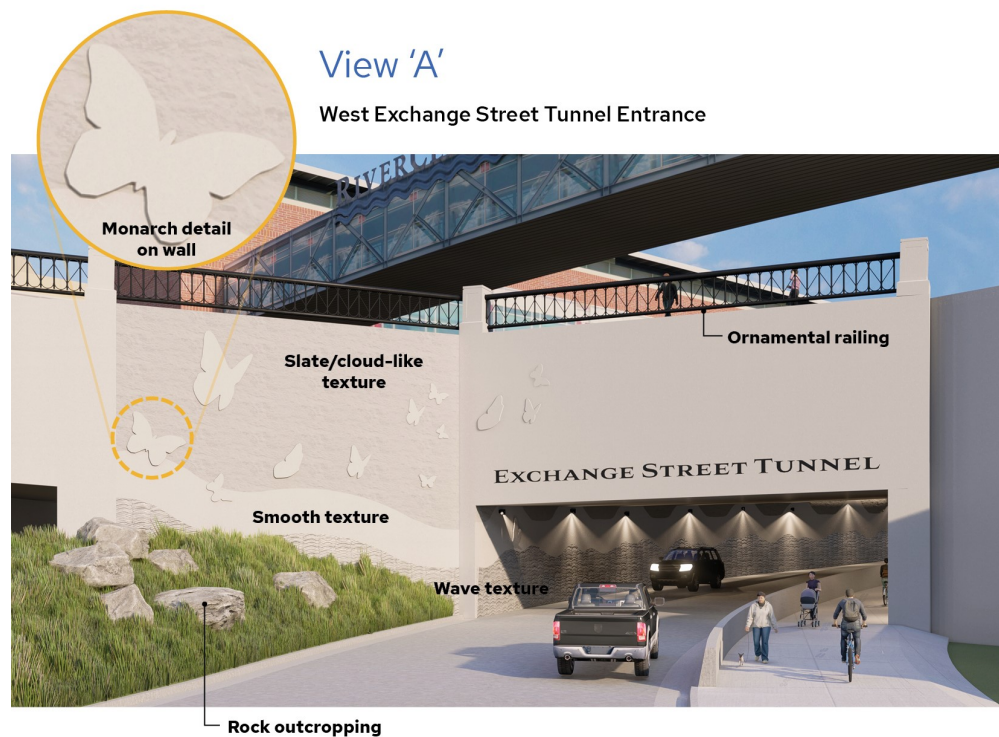 View ‘A’
West Exchange Street Tunnel Entrance
Monarch detail
on wall
Slate/cloud-like
texture
Ornamental railing
EXCHANGE STREET TUNNEL
Smooth texture
Wave texture
Rock outcropping